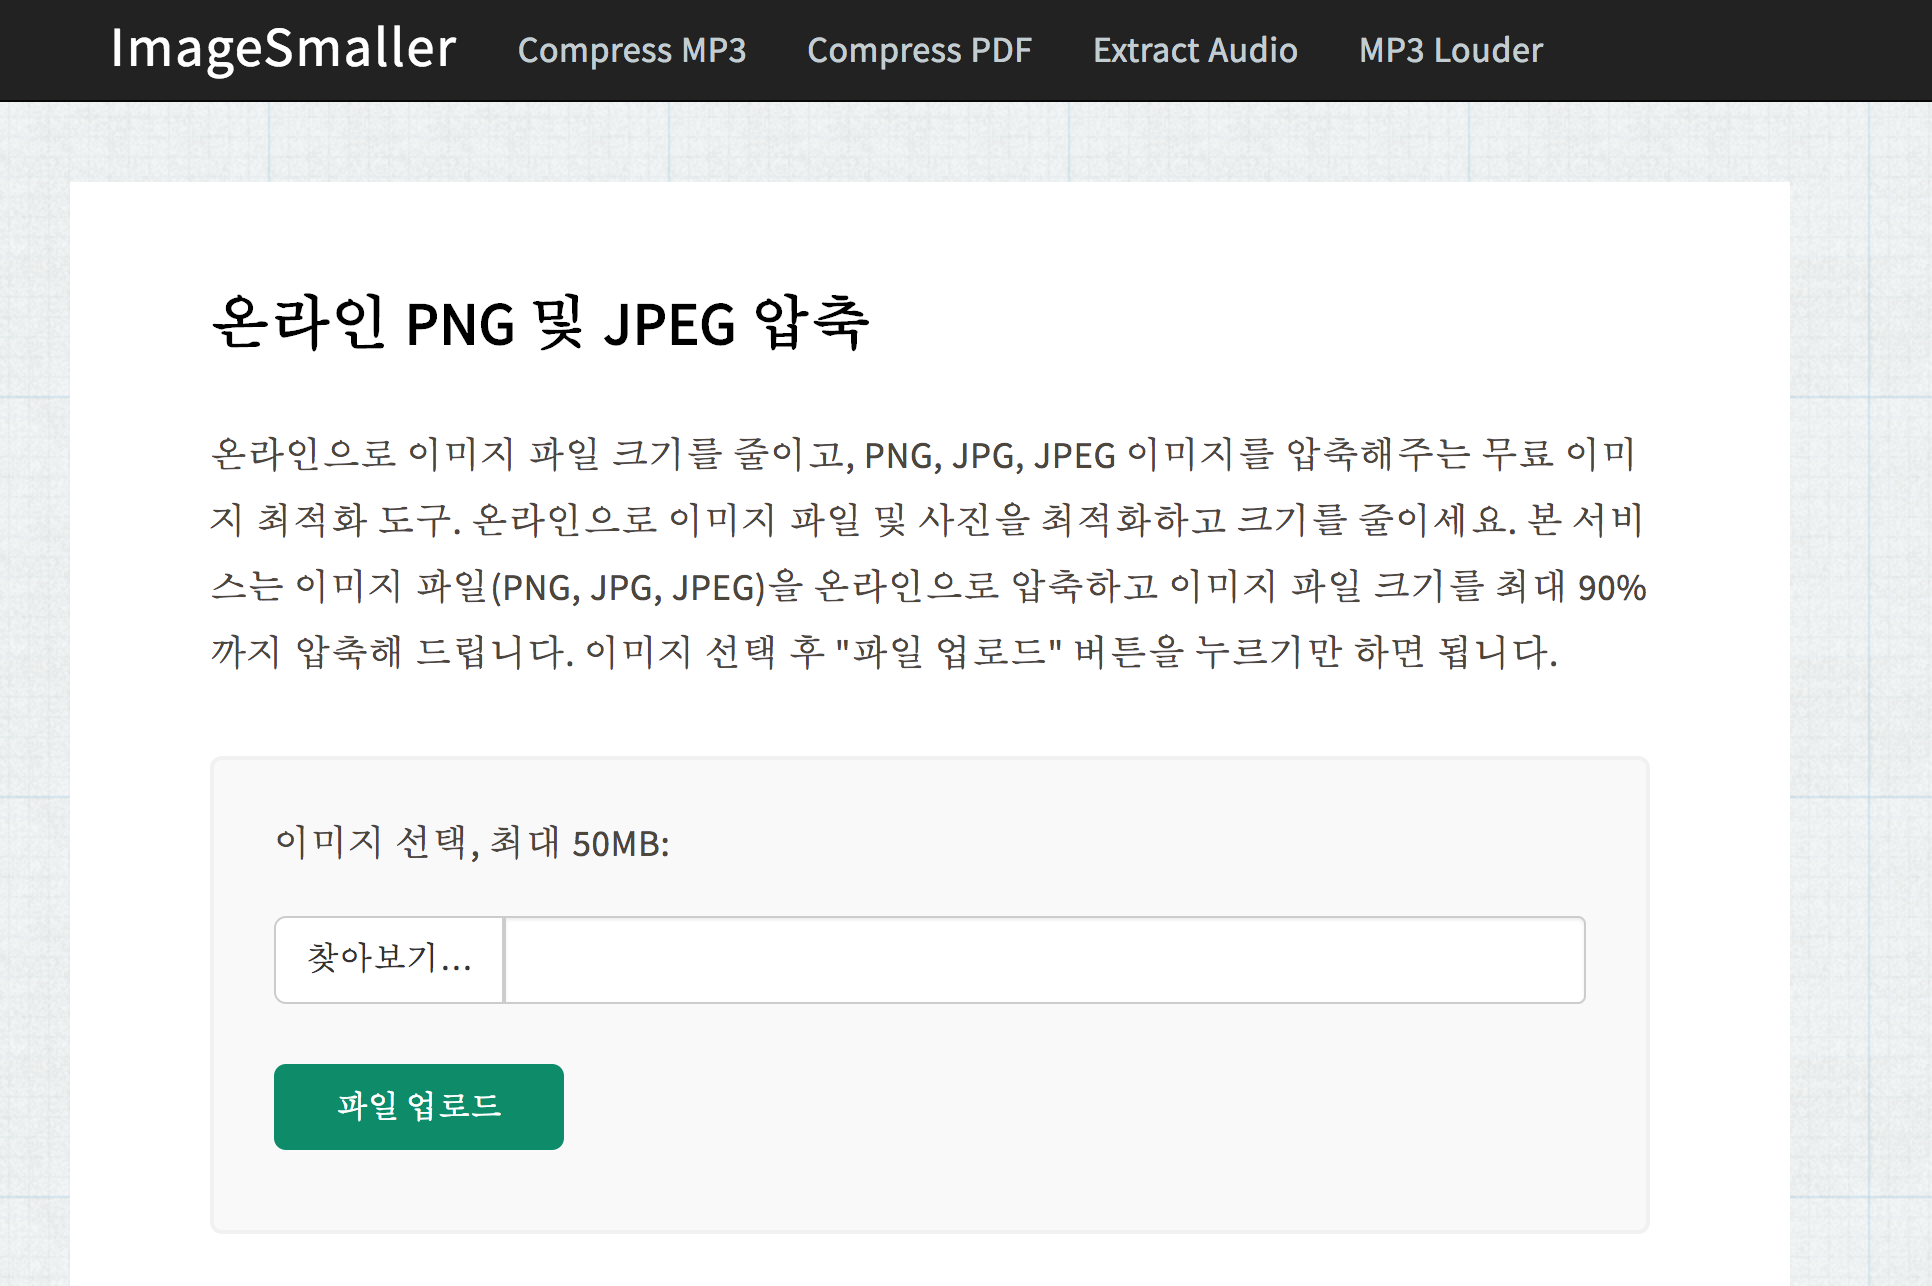 ImageSmaller Compress MP3 Compress PDF Extract Audio MP3 Louder
온라인 PNG 및 JPEG 압축
온라인으로 이미지 파일 크기를 줄이고, PNG, JPG, JPEG 이미지를 압축해주는 무료 이미
지 최적화 도구. 온라인으로 이미지 파일 및 사진을 최적화하고 크기를 줄이세요. 본 서비
스는 이미지 파일(PNG, JPG, JPEG)을 온라인으로 압축하고 이미지 파일 크기를 최대 90%
까지 압축해 드립니다. 이미지 선택 후 "파일 업로드" 버튼을 누르기만 하면 됩니다.
이미지 선택, 최대 50MB:
찾아보기...
파일 업로드